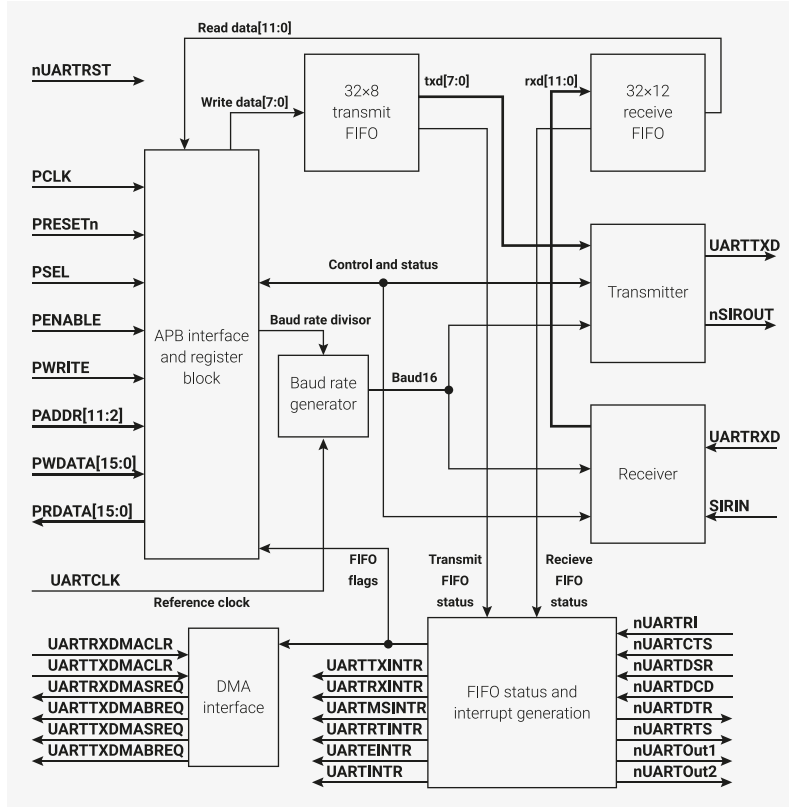 Read data[11:0]
nUARTRST
Write data[7:0]
32×8
transmit
FIFO
txd[7:0]
rxd[11:0]
32×12
receive
FIFO
PCLK
PRESETn
PSEL
PENABLE
PWRITE
PADDR[11:2]
PWDATA[15:0]
PRDATA[15:0]
APB interface
and register
block
Control and status
Baud rate divisor
Baud rate
generator
Baud16
Transmitter
UARTTXD
nSIROUT
Receiver
UARTRXD
SIRIN
UARTCLK
Reference clock
FIFO
flags
Transmit
FIFO
status
Recieve
FIFO
status
UARTRXDMACLR
UARTTXDMACLR
UARTRXDMASREQ
UARTRXDMABREQ
UARTTXDMASREQ
UARTTXDMABREQ
DMA
interface
UARTTXINTR
UARTRXINTR
UARTMSINTR
UARTRTINTR
UARTEINTR
UARTINTR
FIFO status and
interrupt generation
nUARTRI
nUARTCTS
nUARTDSR
nUARTDCD
nUARTDTR
nUARTRTS
nUARTOut1
nUARTOut2